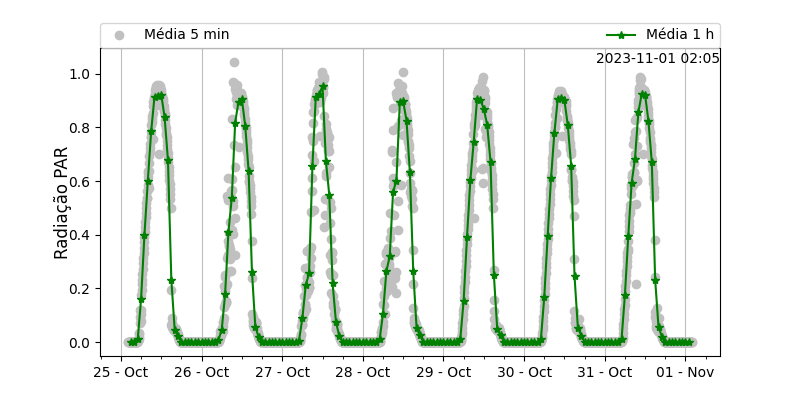 Média 5 min
Média 1 h
2023-11-01 02:05
Radiação PAR
1.0
0.8
0.6
0.4
0.2
0.0
25 - Oct
26 - Oct
27 - Oct
28 - Oct
29 - Oct
30 - Oct
31 - Oct
01 - Nov